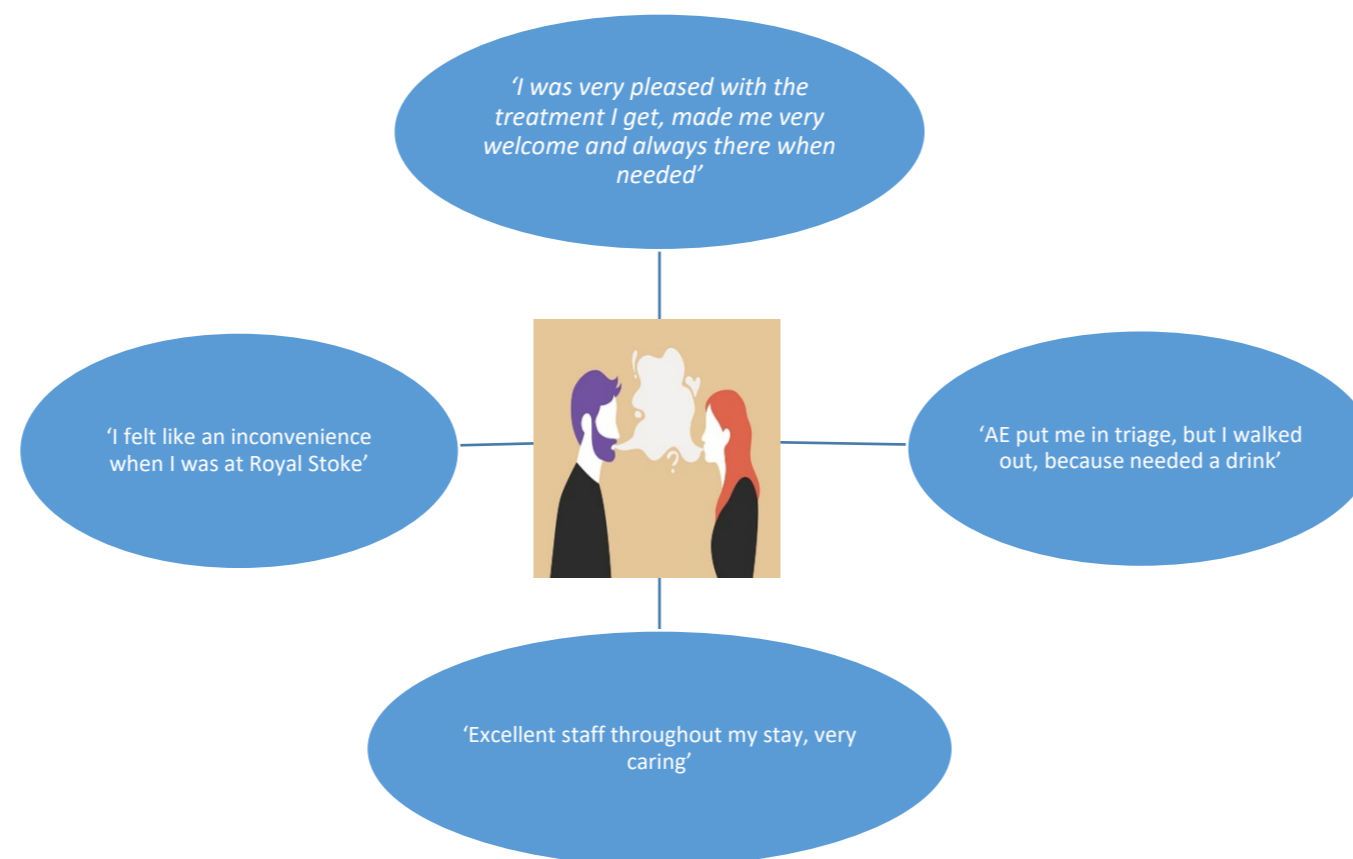 ‘I was very pleased with the
treatment I get, made me very
welcome and always there when
needed’
‘I felt like an inconvenience
when I was at Royal Stoke’
!
?
‘AE put me in triage, but I walked
out, because needed a drink’
‘Excellent staff throughout my stay, very
caring’